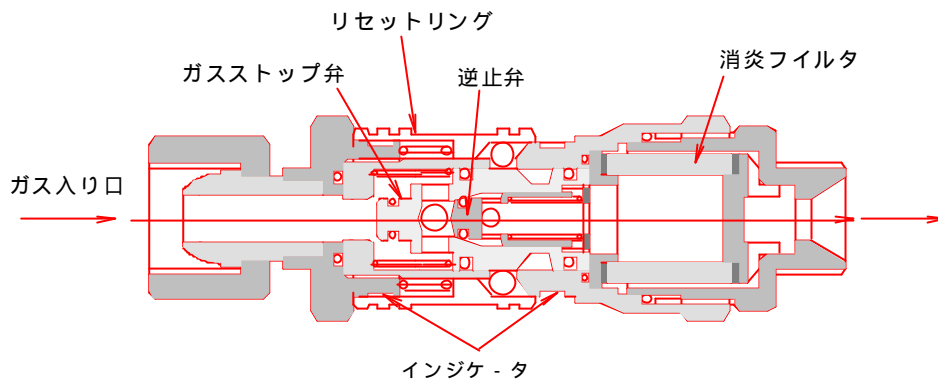 リセットリング
消炎フイルタ
ガスストップ弁
逆止弁
ガス入り口
インジケ - タ